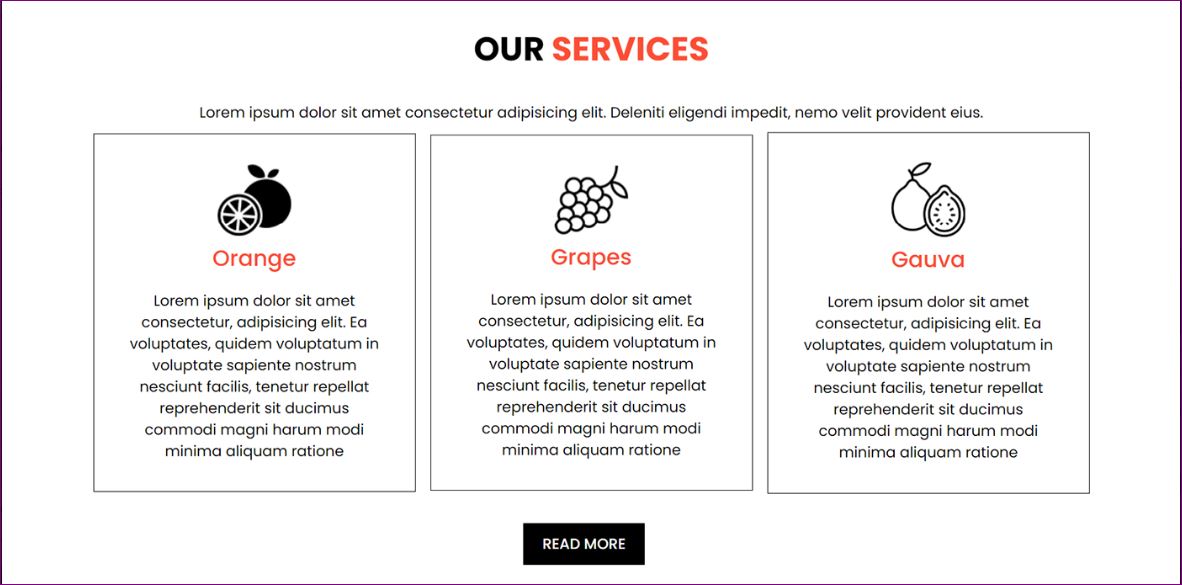 OUR SERVICES
Lorem ipsum dolor sit amet consectetur adipisicing elit. Deleniti eligendi impedit, nemo velit provident eius.
Orange
Lorem ipsum dolor sit amet
consectetur, adipisicing elit. Ea
voluptates, quidem voluptatum in
voluptate sapiente nostrum
nesciunt facilis, tenetur repellat
reprehenderit sit ducimus
commodi magni harum modi
minima aliquam ratione
Grapes
Lorem ipsum dolor sit amet
consectetur, adipisicing elit. Ea
voluptates, quidem voluptatum in
voluptate sapiente nostrum
nesciunt facilis, tenetur repellat
reprehenderit sit ducimus
commodi magni harum modi
minima aliquam ratione
Gauva
Lorem ipsum dolor sit amet
consectetur, adipisicing elit. Ea
voluptates, quidem voluptatum in
voluptate sapiente nostrum
nesciunt facilis, tenetur repellat
reprehenderit sit ducimus
commodi magni harum modi
minima aliquam ratione
READ MORE